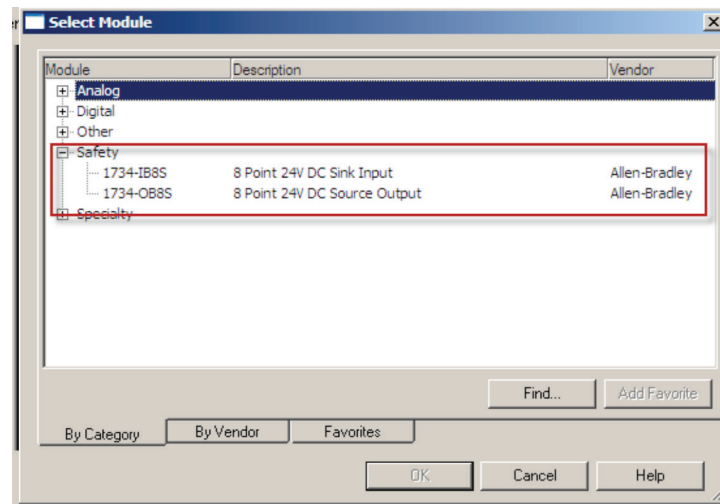 Select Module
Module Description Vendor
Analog
Digital
Other
Safety
1734-IB8S 8 Point 24V DC Sink Input Allen-Bradley
1734-OB8S 8 Point 24V DC Source Output Allen-Bradley
Specialty
Find... Add Favorite
By Category By Vendor Favorites
OK Cancel Help